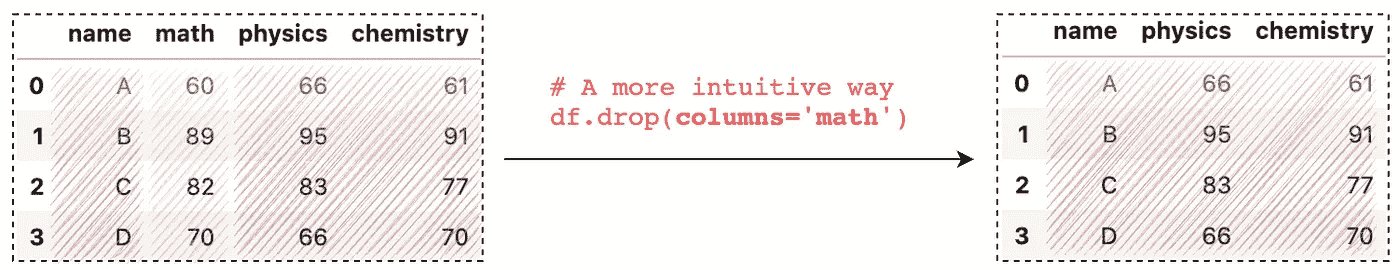 name math physics chemistry
0 A 60 66 61
1 B 89 95 91
2 C 82 83 77
3 D 70 66 70
# A more intuitive way
df.drop(columns='math')
name physics chemistry
0 A 66 61
1 B 95 91
2 C 83 77
3 D 66 70